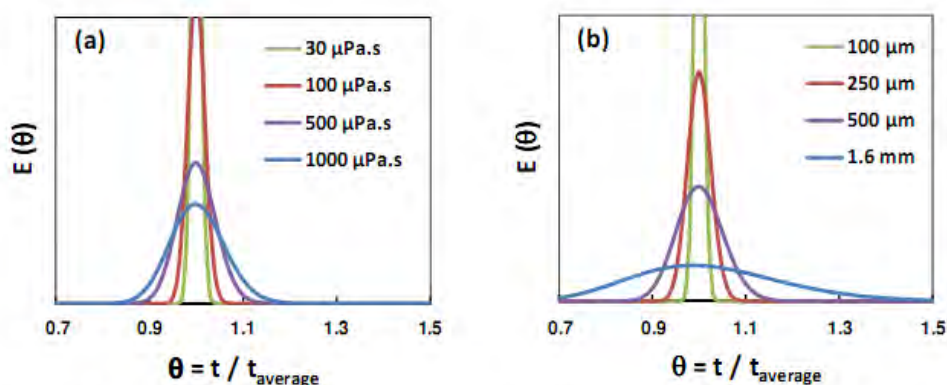 (a)
30 μPa.s
100 μPa.s
500 μPa.s
1000 μPa.s
E (θ)
0.7 0.9 1.1 1.3 1.5
θ = t / taverage
(b)
100 μm
250 μm
500 μm
1.6 mm
E (θ)
0.7 0.9 1.1 1.3 1.5
θ = t / taverage